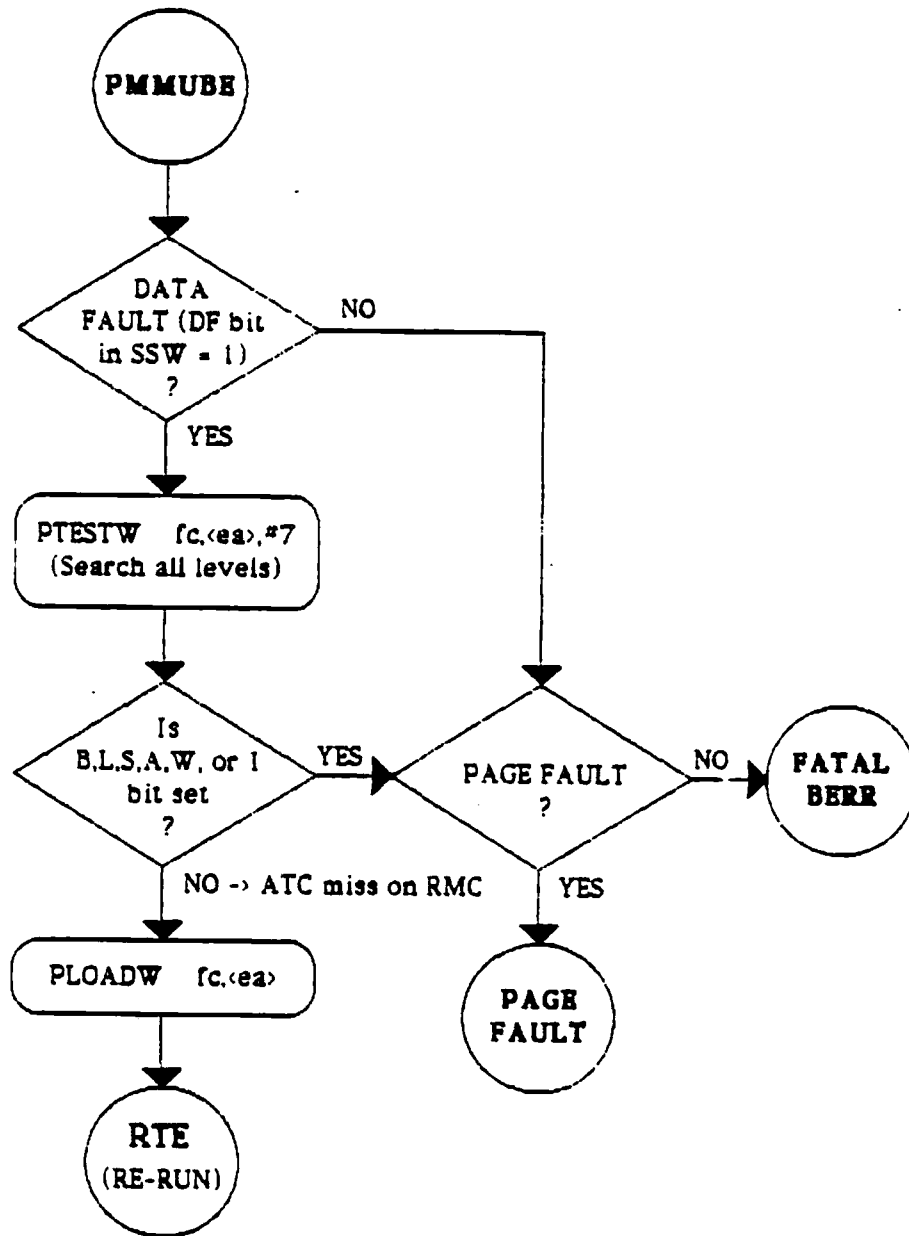 PMMUBE
DATA
FAULT (DF bit
in SSW = 1)
?
NO
YES
PTESTW fc,<ea>,#7
(Search all levels)
Is
B,L,S,A,W, or I
bit set
?
YES
PAGE FAULT
?
NO
FATAL
BERR
NO -> ATC miss on RMC
YES
PLOADW fc,<ea>
PAGE
FAULT
RTE
(RE-RUN)